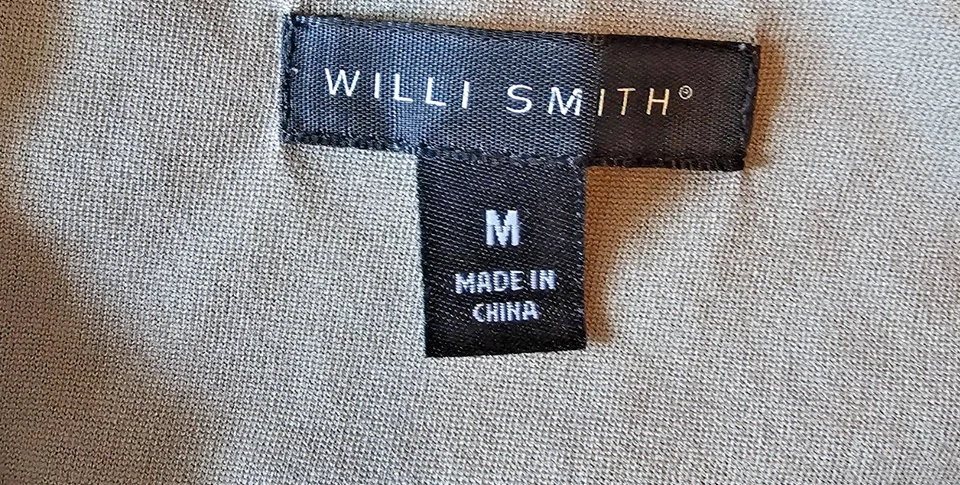 WILLI SMITH®
M
MADE IN
CHINA